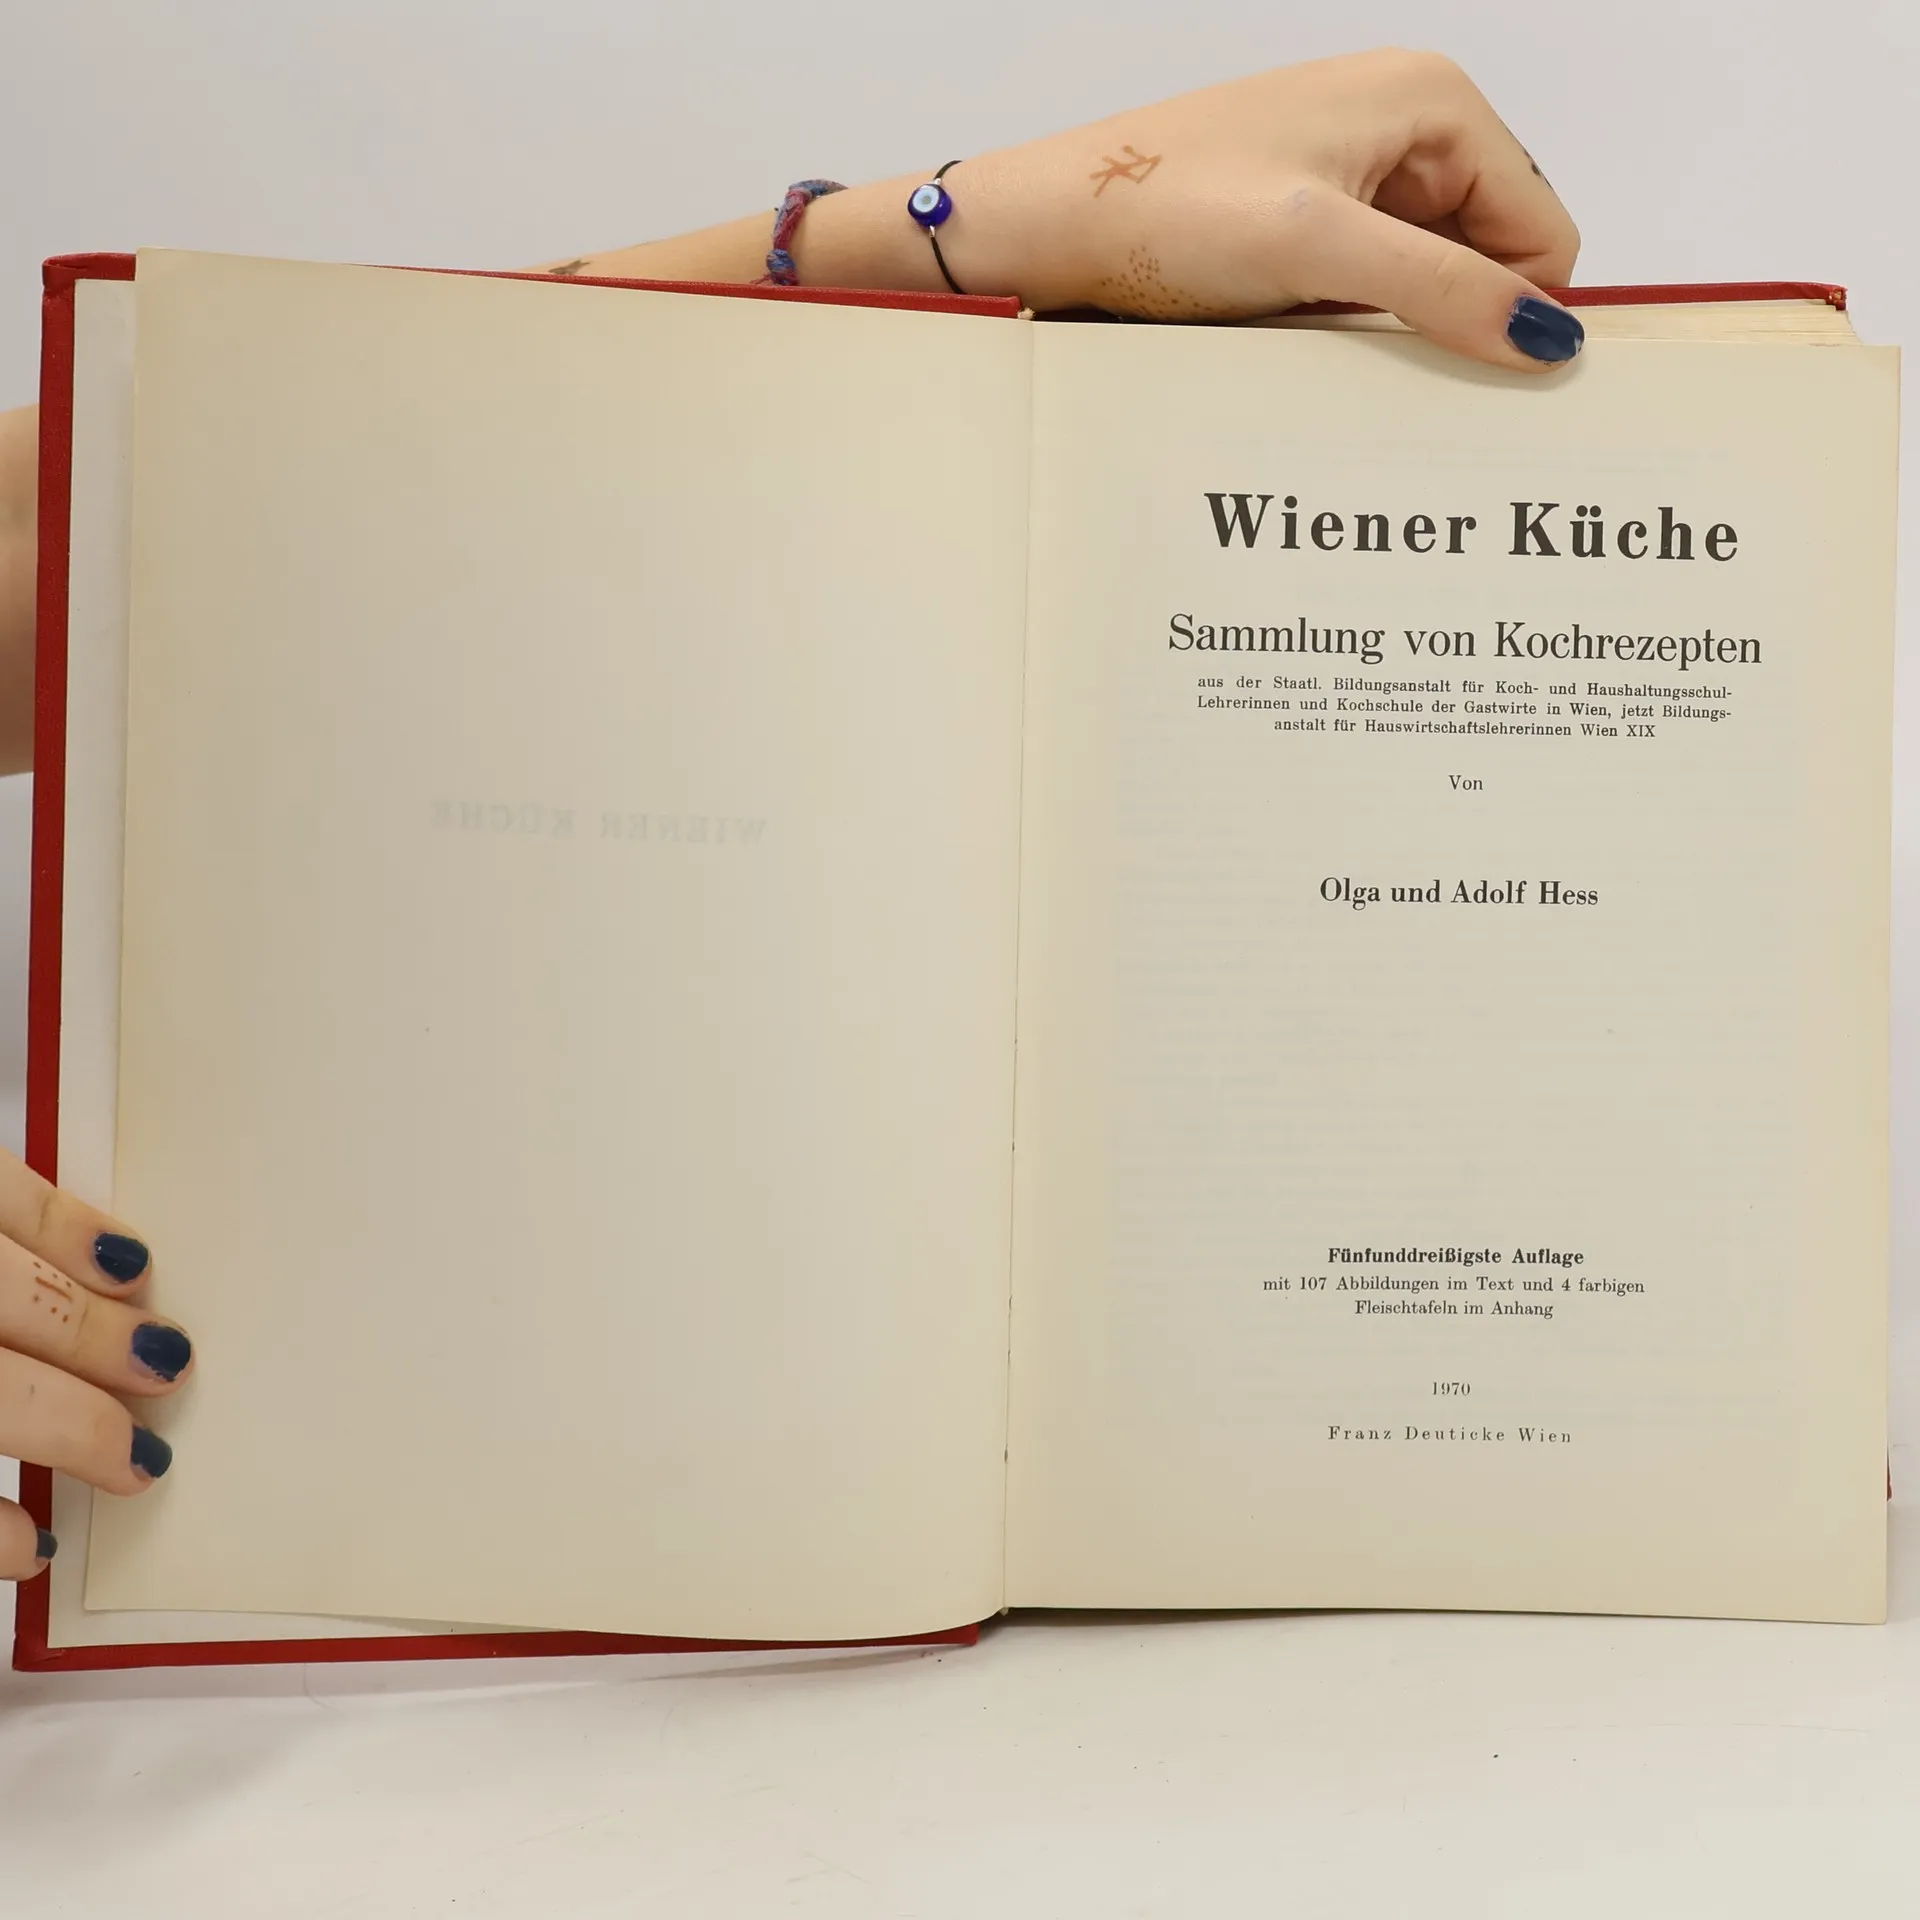 WIENER KÜCHE
Wiener Küche
Sammlung von Kochrezepten
aus der Staatl. Bildungsanstalt für Koch- und Haushaltungsschul-
Lehrerinnen und Kochschule der Gastwirte in Wien, jetzt Bildungs-
anstalt für Hauswirtschaftslehrerinnen Wien XIX
Von
Olga und Adolf Hess
Fünfunddreißigste Auflage
mit 107 Abbildungen im Text und 4 farbigen
Fleischtafeln im Anhang
1970
Franz Deuticke Wien